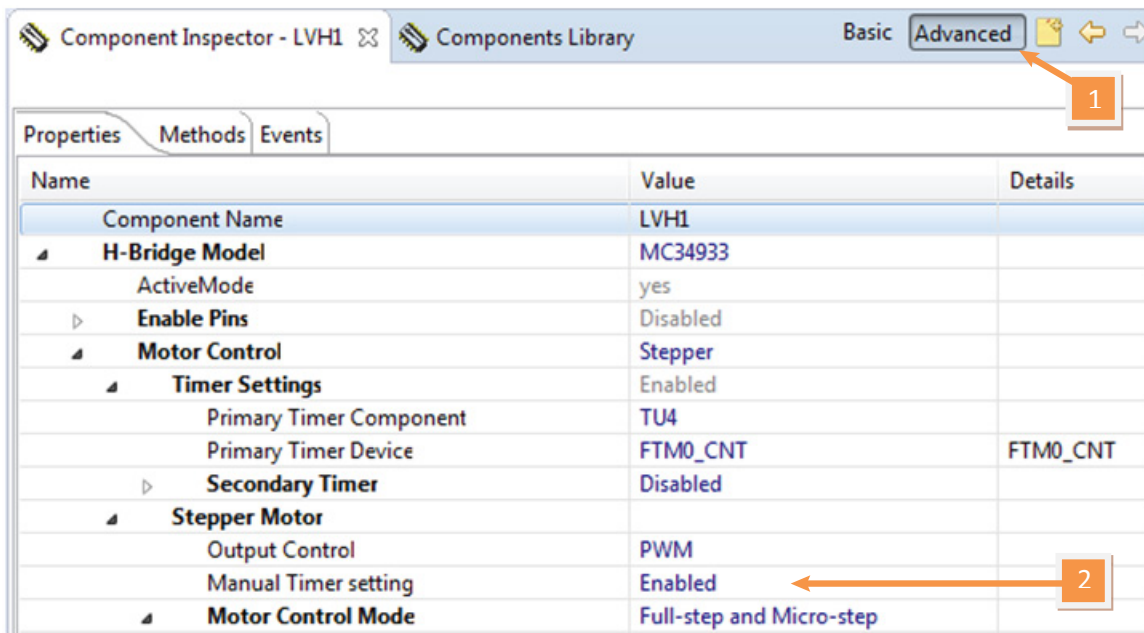 Component Inspector - LVH1 Components Library Basic Advanced
1
Properties Methods Events
Name Value Details
Component Name LVH1
H-Bridge Model MC34933
ActiveMode yes
Enable Pins Disabled
Motor Control Stepper
Timer Settings Enabled
Primary Timer Component TU4
Primary Timer Device FTM0_CNT FTM0_CNT
Secondary Timer Disabled
Stepper Motor
Output Control PWM
Manual Timer setting Enabled 2
Motor Control Mode Full-step and Micro-step